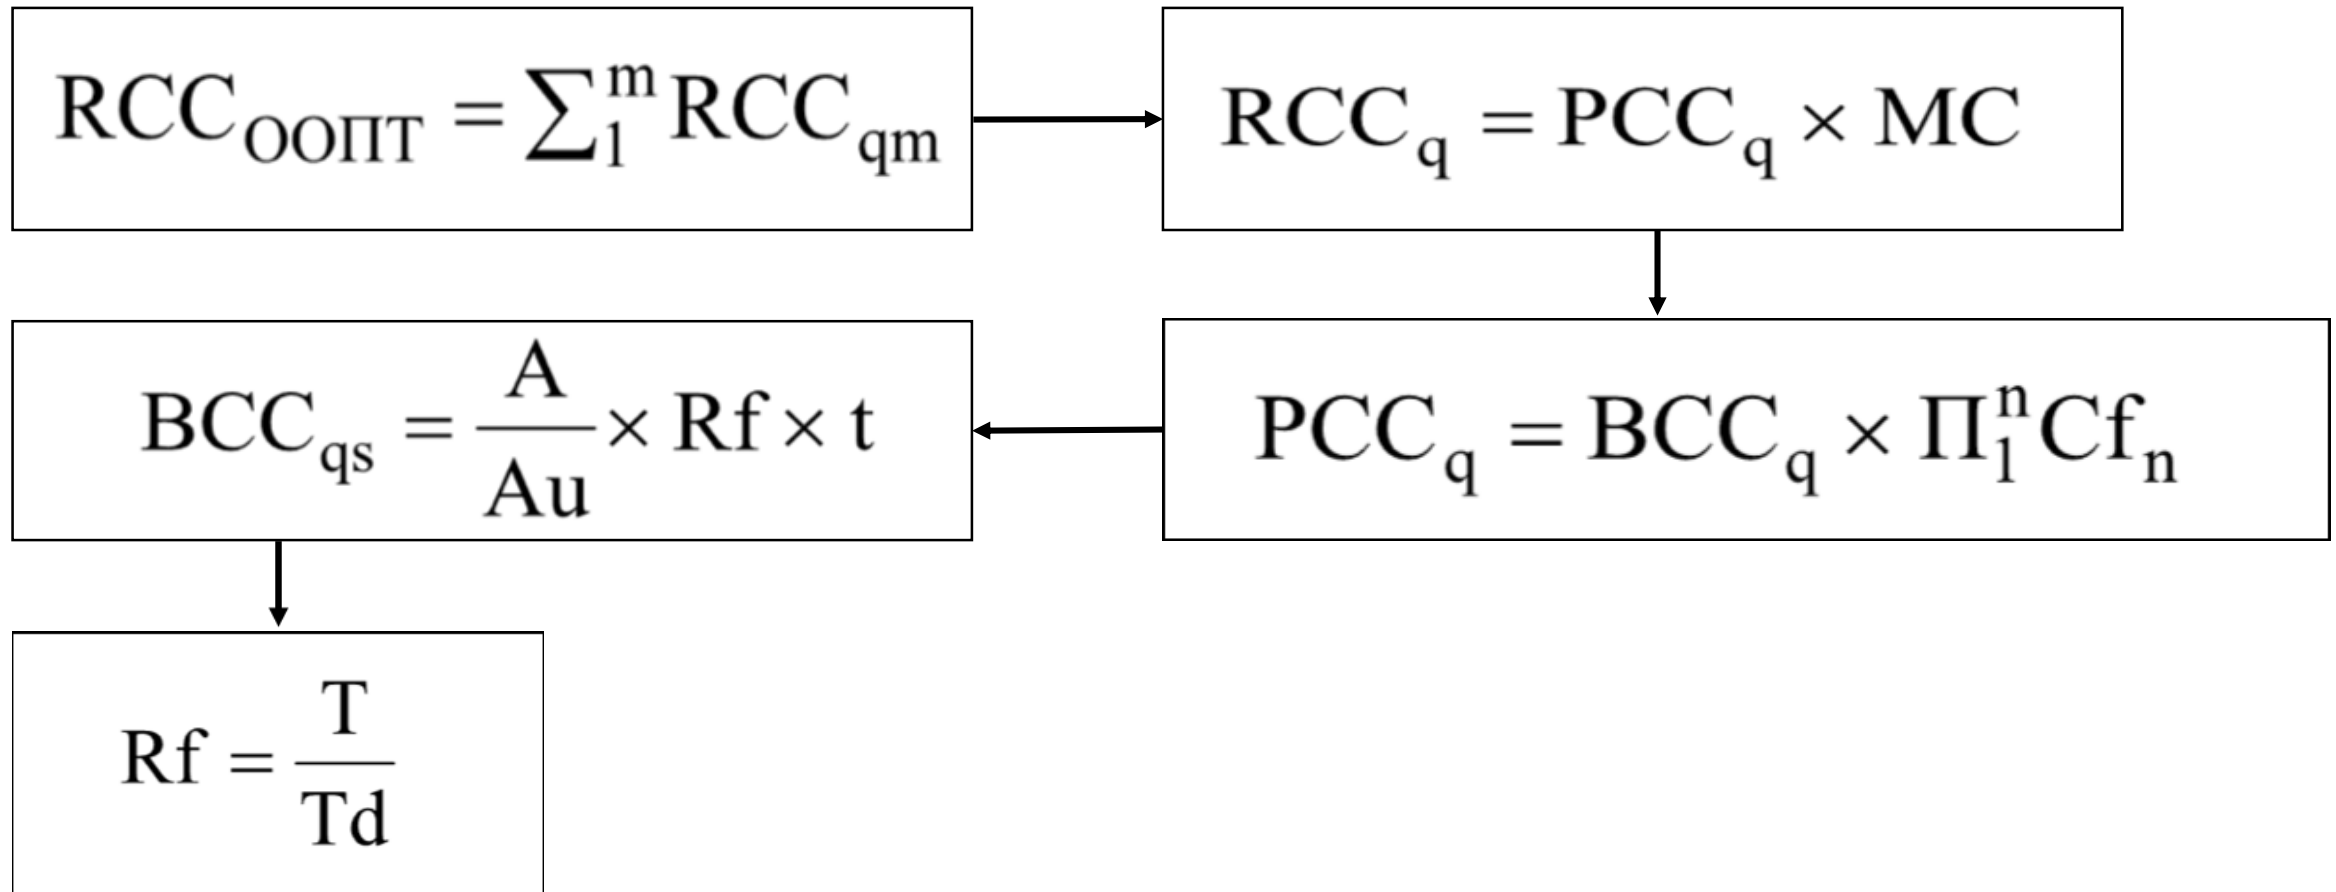 RCC_ООПТ = ∑_1^m RCC_qm
RCC_q = PCC_q × MC
BCC_qs = A/Au × Rf × t
PCC_q = BCC_q × Π_1^n Cf_n
Rf = T/Td